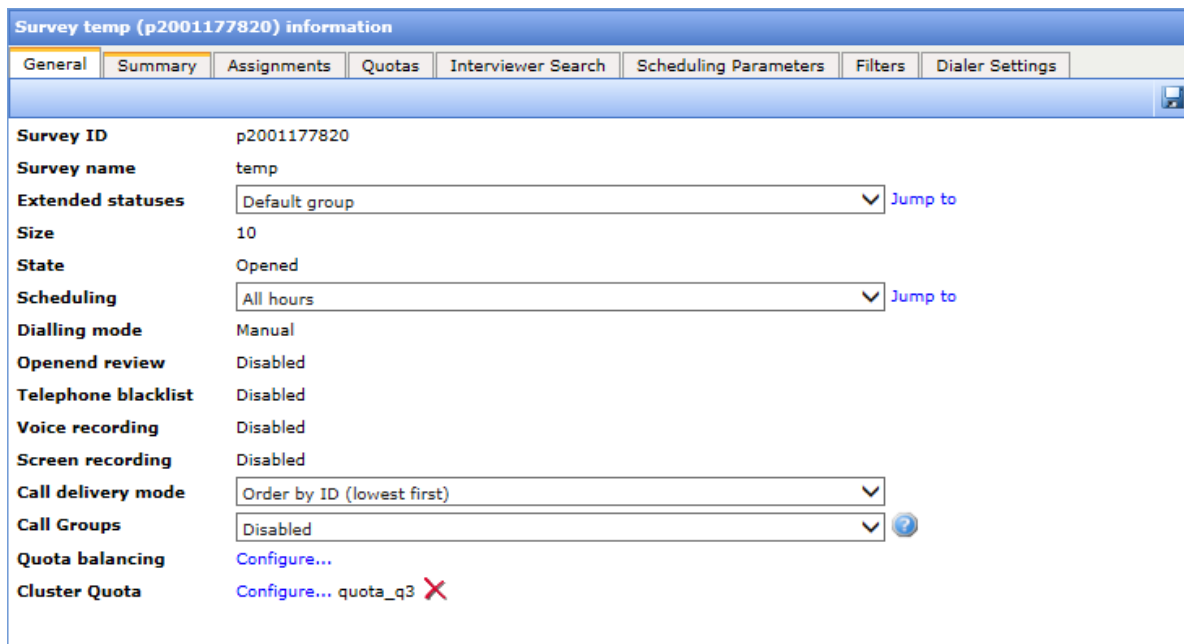 Survey temp (p2001177820) information
General Summary Assignments Quotas Interviewer Search Scheduling Parameters Filters Dialer Settings
Survey ID p2001177820
Survey name temp
Extended statuses Default group Jump to
Size 10
State Opened
Scheduling All hours Jump to
Dialling mode Manual
Openend review Disabled
Telephone blacklist Disabled
Voice recording Disabled
Screen recording Disabled
Call delivery mode Order by ID (lowest first)
Call Groups Disabled ?
Quota balancing Configure...
Cluster Quota Configure... quota_q3